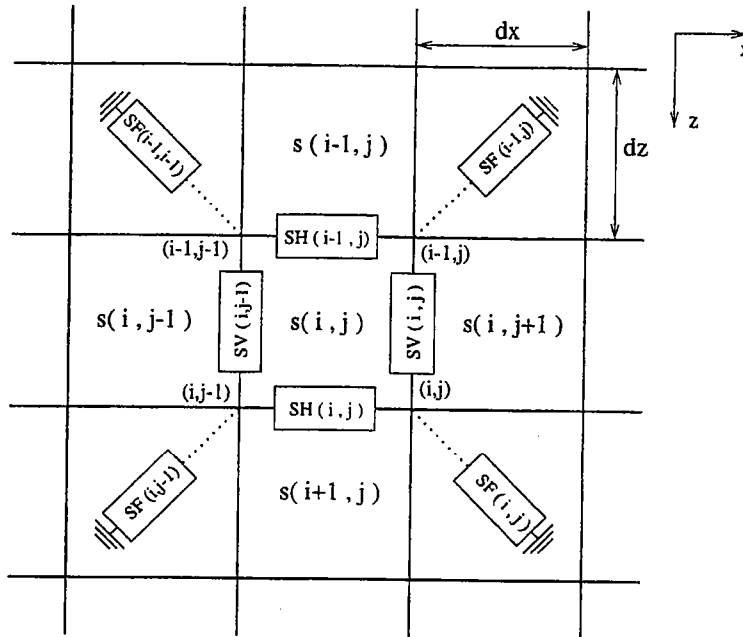 dx
x
z
dz
SF(i-1,i-1)
s(i-1,j)
SF(i-1,j)
(i-1,j-1)
SH(i-1,j)
(i-1,j)
s(i,j-1)
SV(i,j-1)
s(i,j)
SV(i,j)
s(i,j+1)
(i,j-1)
SH(i,j)
(i,j)
SF(i,j-1)
s(i+1,j)
SF(i,j)